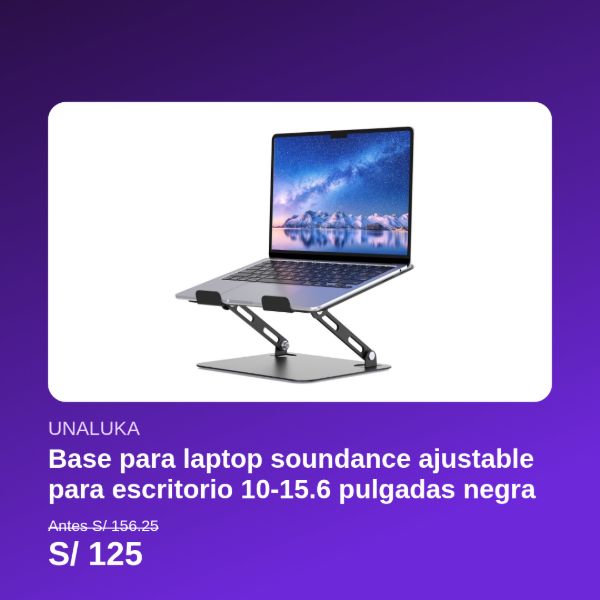 UNALUKA
Base para laptop soundance ajustable
para escritorio 10-15.6 pulgadas negra
Antes S/ 156.25
S/ 125